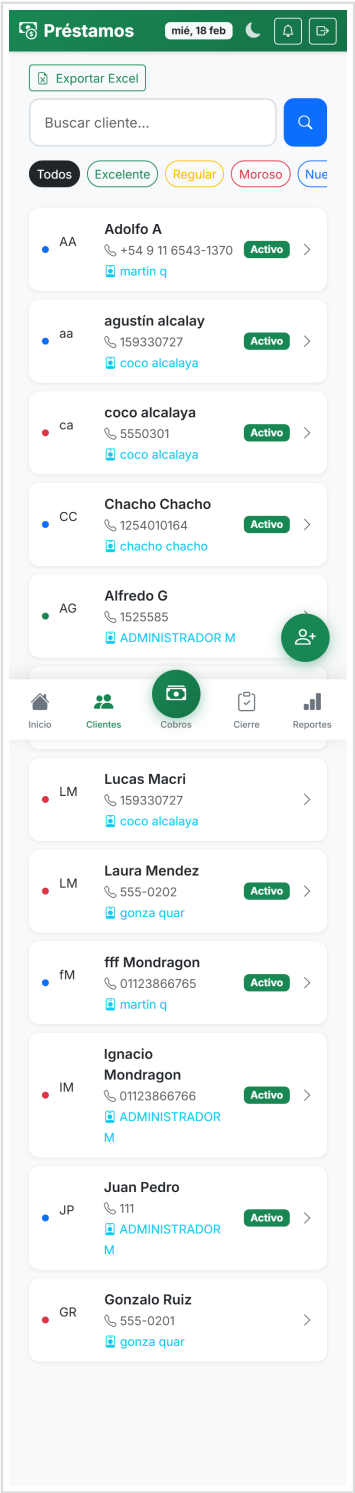 Préstamos
mié, 18 feb
Exportar Excel
Buscar cliente...
Todos
Excelente
Regular
Moroso
Nue
AA
Adolfo A
+54 9 11 6543-1370
martin q
Activo
aa
agustín alcalay
159330727
coco alcalaya
Activo
ca
coco alcalaya
5550301
coco alcalaya
Activo
CC
Chacho Chacho
1254010164
chacho chacho
Activo
AG
Alfredo G
1525585
ADMINISTRADOR M
Inicio
Clientes
Cobros
Cierre
Reportes
LM
Lucas Macri
159330727
coco alcalaya
LM
Laura Mendez
555-0202
gonza quar
Activo
fM
fff Mondragon
01123866765
martin q
Activo
IM
Ignacio
Mondragon
01123866766
ADMINISTRADOR
M
Activo
JP
Juan Pedro
111
ADMINISTRADOR
M
Activo
GR
Gonzalo Ruiz
555-0201
gonza quar